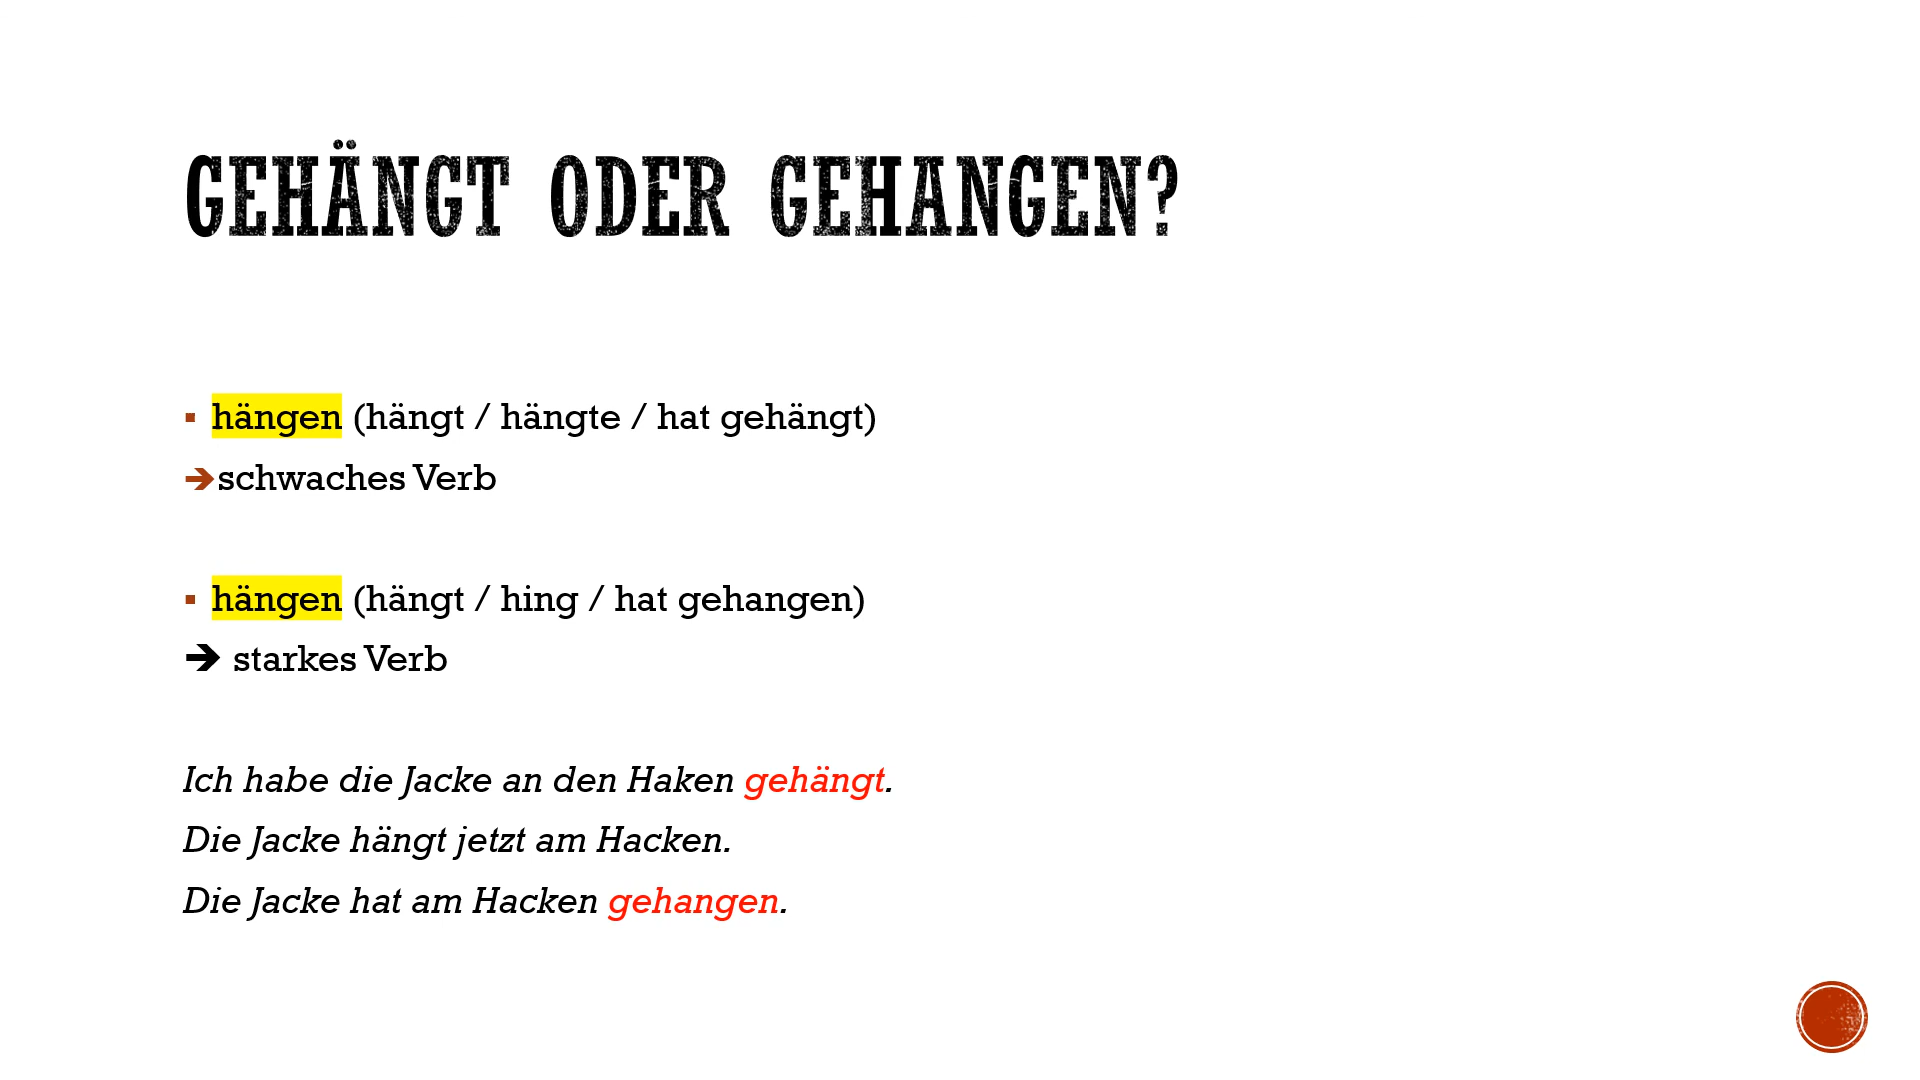 GEHÄNGT ODER GEHANGEN?
▪ hängen (hängt / hängte / hat gehängt)
➔schwaches Verb
▪ hängen (hängt / hing / hat gehangen)
➔ starkes Verb
Ich habe die Jacke an den Haken gehängt.
Die Jacke hängt jetzt am Hacken.
Die Jacke hat am Hacken gehangen.